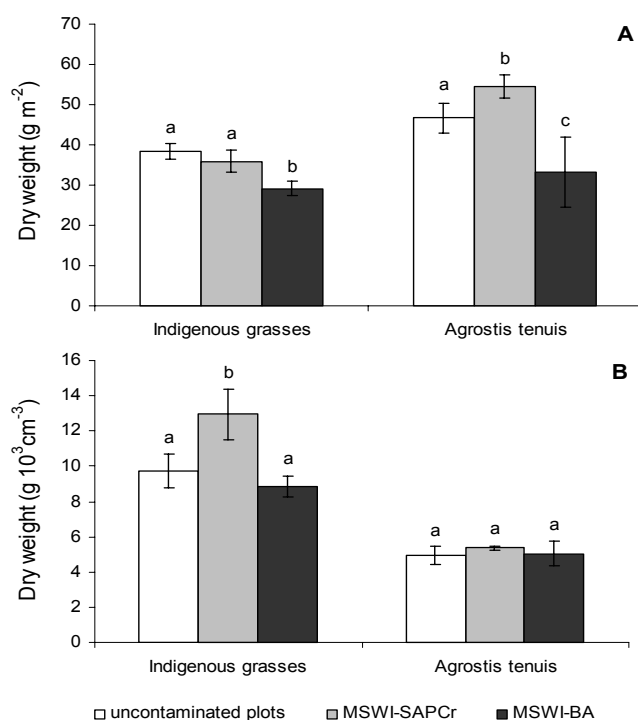 A
Dry weight (g m⁻²)
70
60
50
40
30
20
10
0
a a b a b c
Indigenous grasses Agrostis tenuis
B
Dry weight (g 10³cm⁻³)
16
14
12
10
8
6
4
2
0
a b a a a a
Indigenous grasses Agrostis tenuis
uncontaminated plots MSWI-SAPCr MSWI-BA